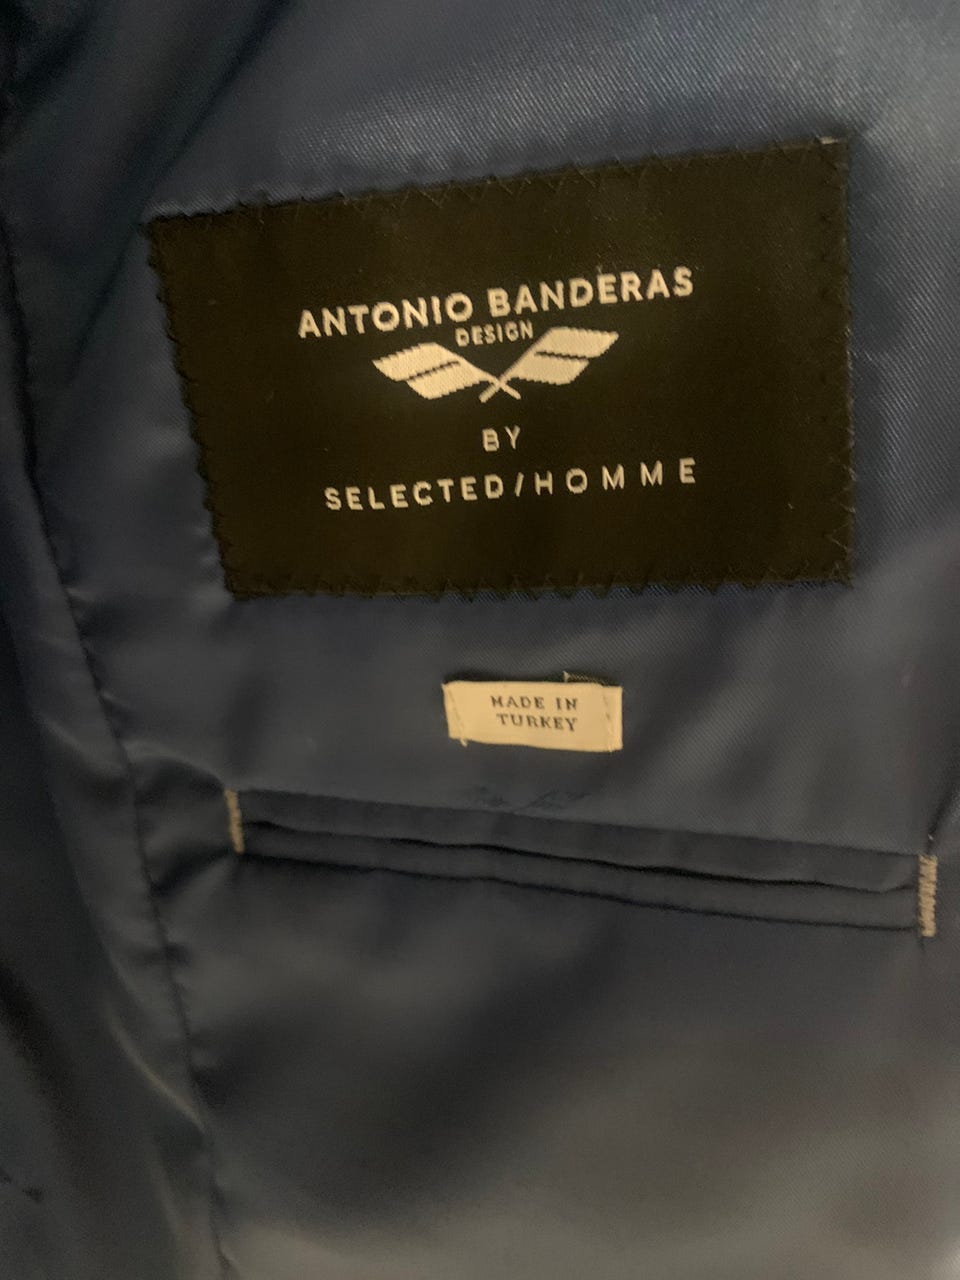 ANTONIO BANDERAS
DESIGN
BY
SELECTED/HOMME
MADE IN
TURKEY